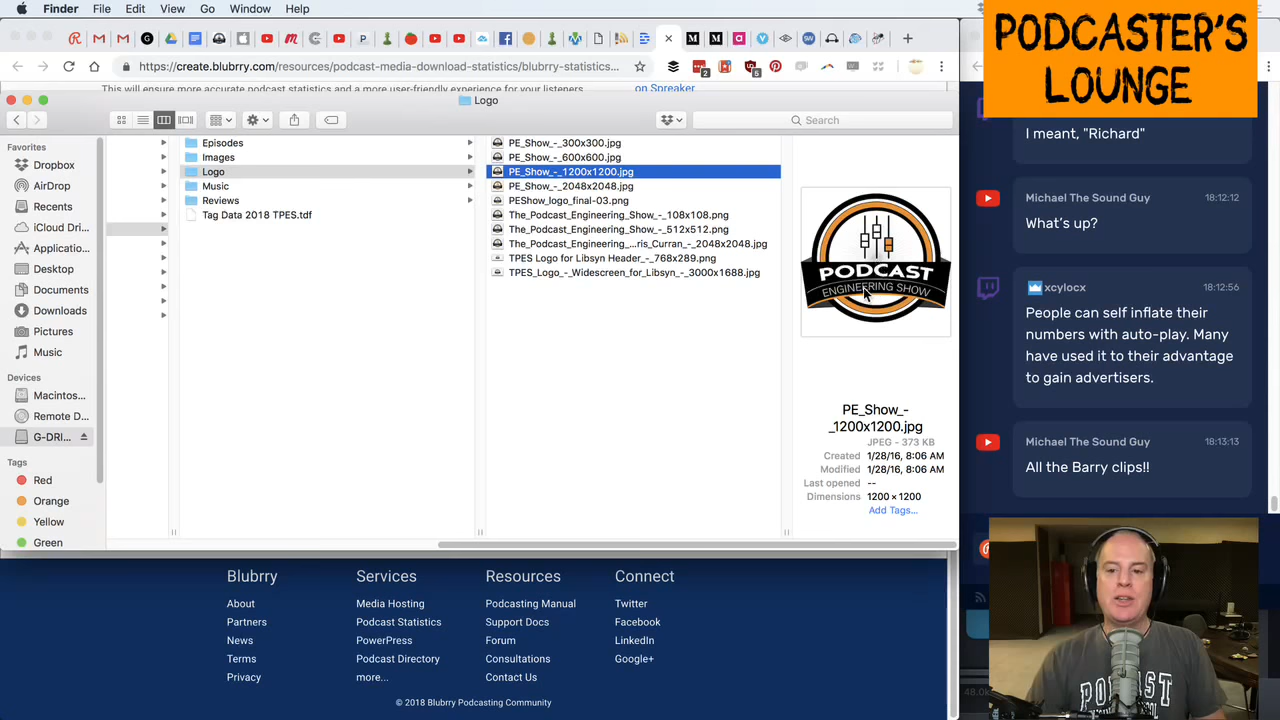 Finder File Edit View Go Window Help
https://create.blubrry.com/resources/podcast-media-download-statistics/blubrry-statistics...
This will ensure more accurate podcast statistics and a more user-friendly experience for your listeners.
on Spreaker
Logo
Search
Favorites
Dropbox
AirDrop
Recents
iCloud Dri...
Applicatio...
Desktop
Documents
Downloads
Pictures
Music
Devices
Macintos...
Remote D...
G-DRI...
Tags
Red
Orange
Yellow
Green
Episodes
Images
Logo
Music
Reviews
Tag Data 2018 TPES.tdf
PE_Show_-_300x300.jpg
PE_Show_-_600x600.jpg
PE_Show_-_1200x1200.jpg
PE_Show_-_2048x2048.jpg
PEShow_logo_final-03.png
The_Podcast_Engineering_Show_-_108x108.png
The_Podcast_Engineering_Show_-_512x512.png
The_Podcast_Engineering_...ris_Curran_-_2048x2048.jpg
TPES Logo for Libsyn Header_-_768x289.png
TPES_Logo_-_Widescreen_for_Libsyn_-_3000x1688.jpg
PODCAST
ENGINEERING SHOW
PE_Show_-
_1200x1200.jpg
JPEG - 373 KB
Created 1/28/16, 8:06 AM
Modified 1/28/16, 8:06 AM
Last opened --
Dimensions 1200 × 1200
Add Tags...
Blubrry
About
Partners
News
Terms
Privacy
Services
Media Hosting
Podcast Statistics
PowerPress
Podcast Directory
more...
Resources
Podcasting Manual
Support Docs
Forum
Consultations
Contact Us
Connect
Twitter
Facebook
LinkedIn
Google+
© 2018 Blubrry Podcasting Community
PODCASTER'S
LOUNGE
I meant, "Richard"
Michael The Sound Guy 18:12:12
What's up?
xcylocx 18:12:56
People can self inflate their
numbers with auto-play. Many
have used it to their advantage
to gain advertisers.
Michael The Sound Guy 18:13:13
All the Barry clips!!
PODCAST